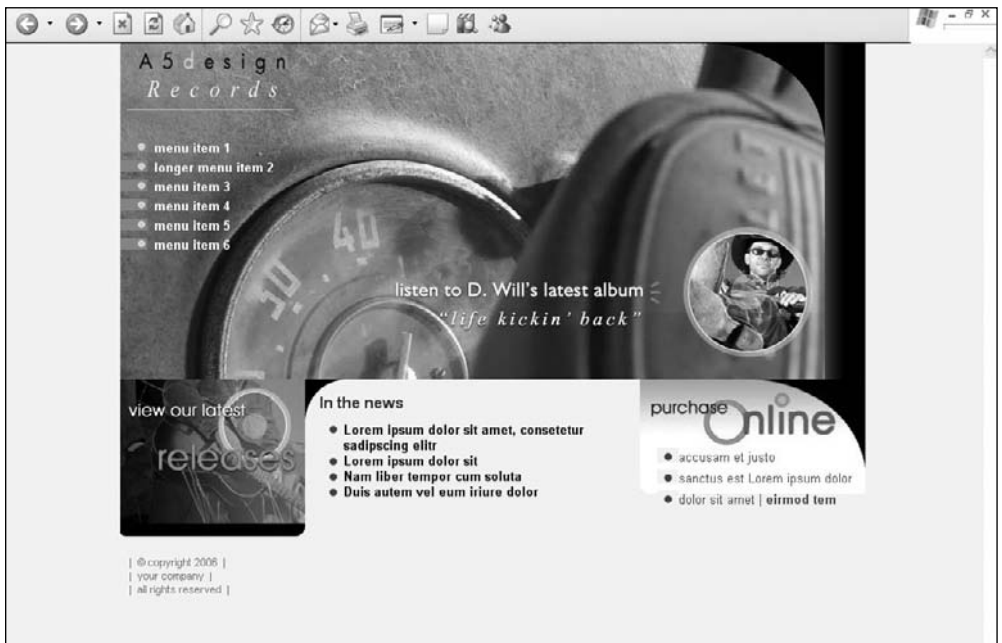 A5design
Records
menu item 1
longer menu item 2
menu item 3
menu item 4
menu item 5
menu item 6
40
30
listen to D. Will's latest album
"life kickin' back"
view our latest
releases
In the news
Lorem ipsum dolor sit amet, consetetur
sadipscing elitr
Lorem ipsum dolor sit
Nam liber tempor cum soluta
Duis autem vel eum iriure dolor
purchase
Online
accusam et justo
sanctus est Lorem ipsum dolor
dolor sit amet | eirmod tem
| © copyright 2006 |
| your company |
| all rights reserved |